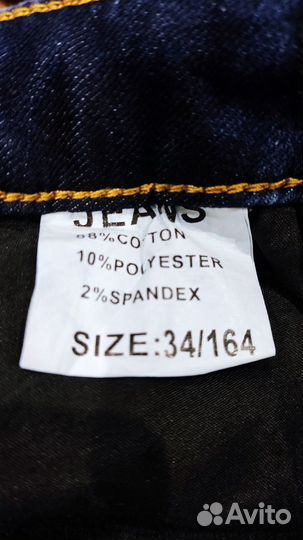 JEANS
88%COTTON
10%POLYESTER
2%SPANDEX
SIZE:34/164
Avito